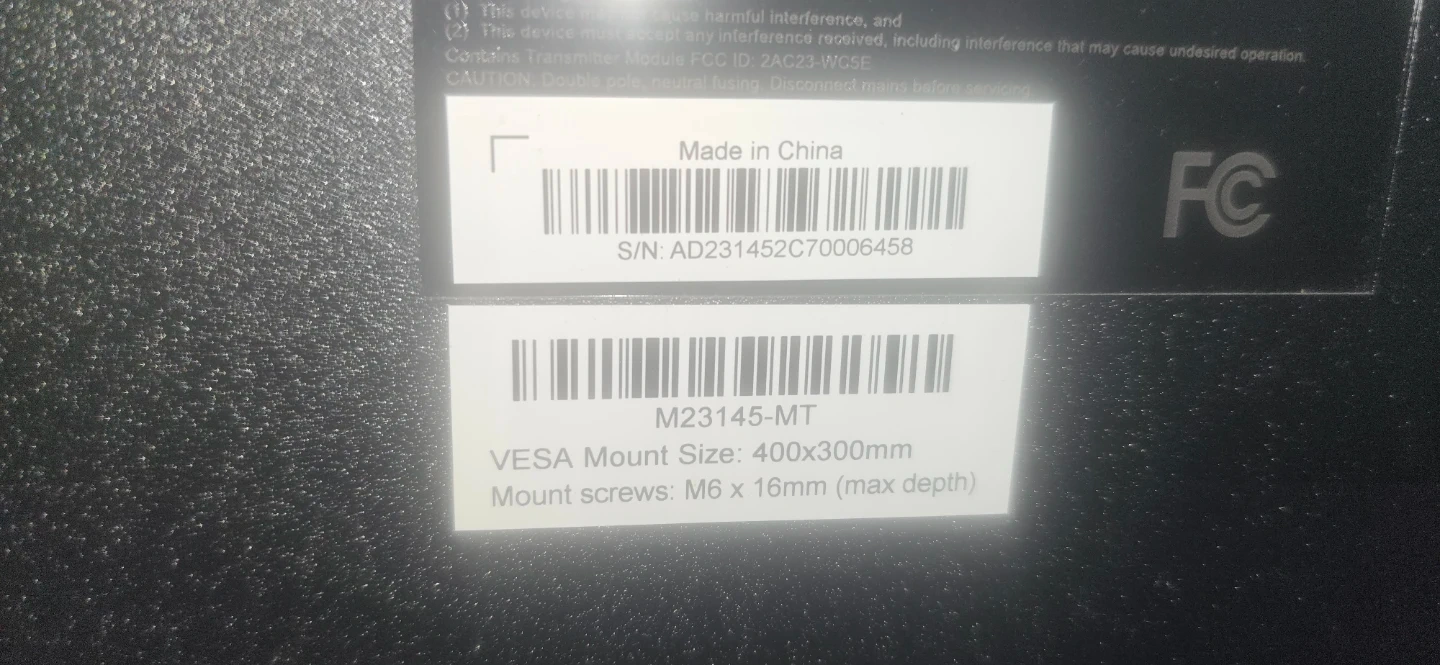 (1) This device may not cause harmful interference, and
(2) This device must accept any interference received, including interference that may cause undesired operation.
Contains Transmitter Module FCC ID: 2AC23-WC5E
CAUTION: Double pole, neutral fusing. Disconnect mains before servicing.
Made in China
S/N: AD231452C70006458
FC
M23145-MT
VESA Mount Size: 400x300mm
Mount screws: M6 x 16mm (max depth)